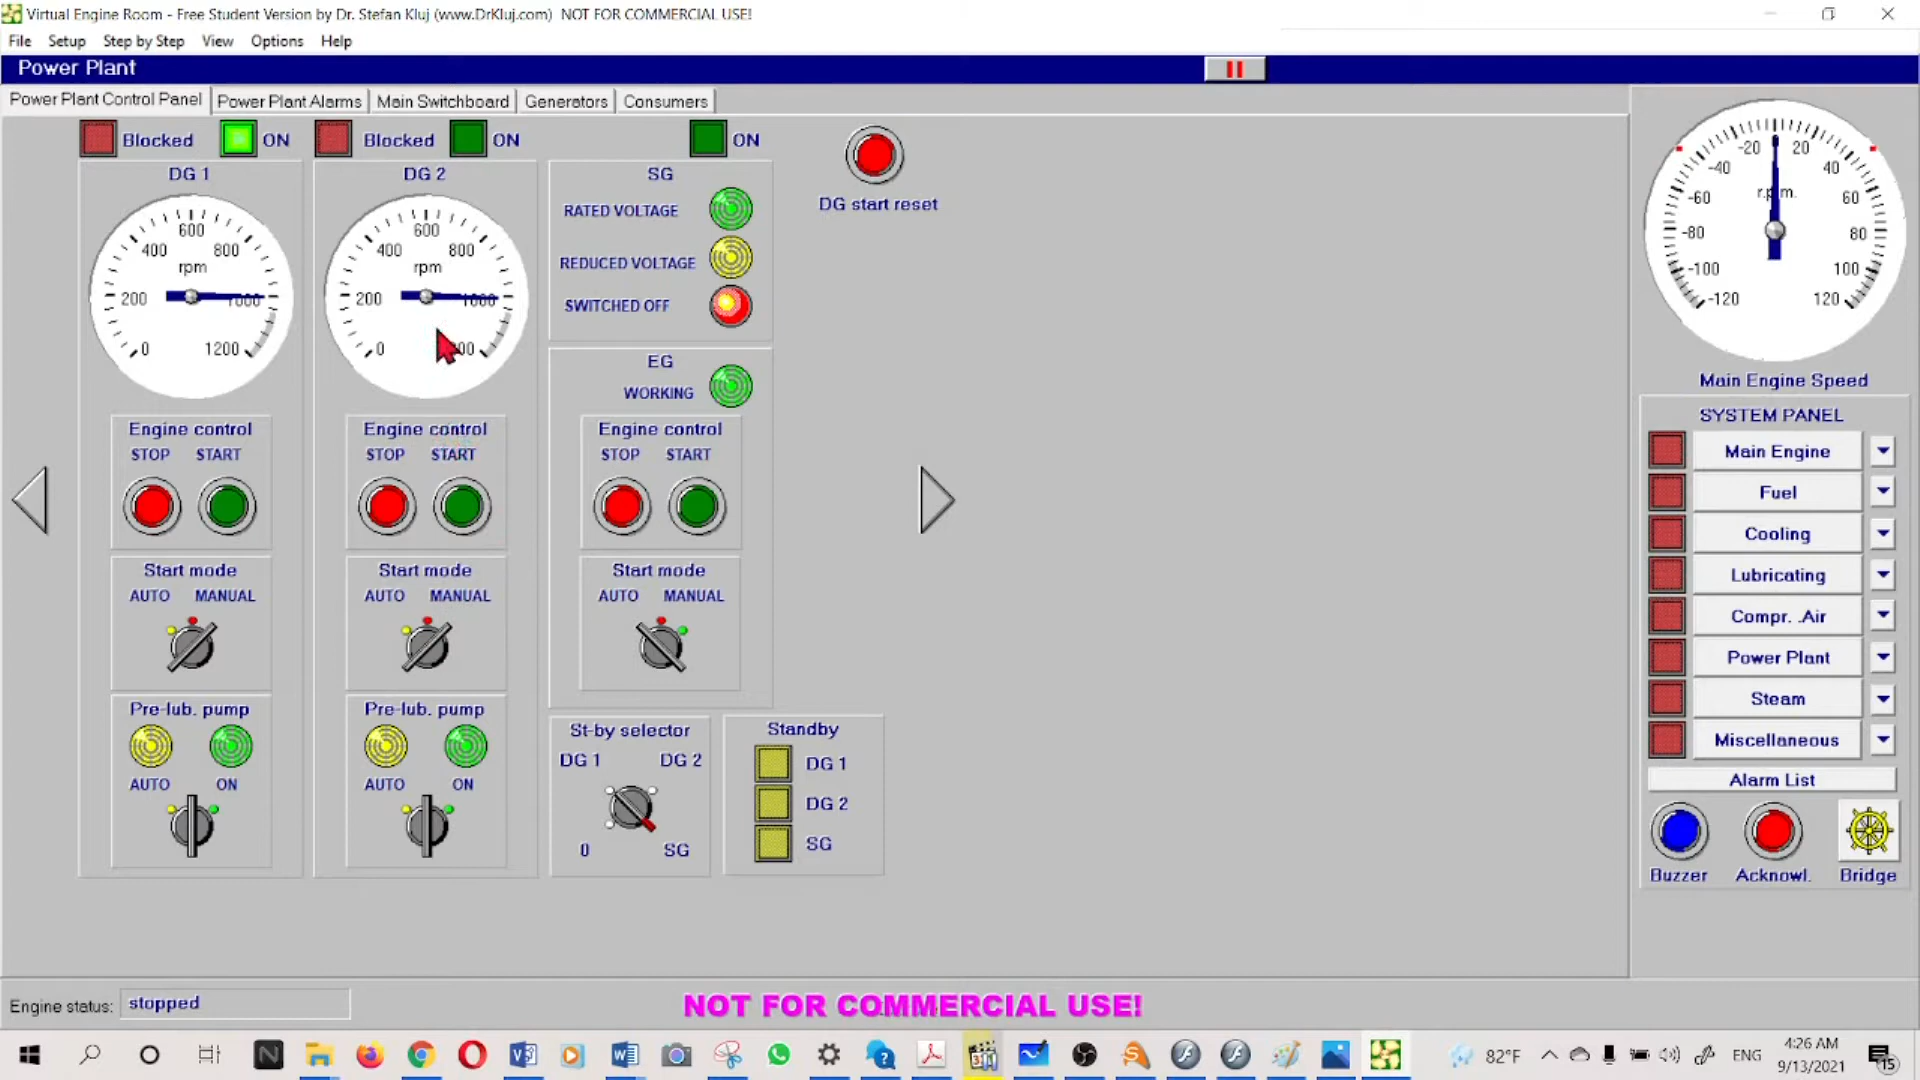 Virtual Engine Room - Free Student Version by Dr. Stefan Kluj (www.DrKluj.com)  NOT FOR COMMERCIAL USE!
File Setup Step by Step View Options Help
Power Plant
Power Plant Control Panel Power Plant Alarms Main Switchboard Generators Consumers
Blocked ON Blocked ON ON
DG 1 DG 2 SG
0 200 400 600 800 1000 1200
rpm
0 200 400 600 800 1000
rpm
RATED VOLTAGE
REDUCED VOLTAGE
SWITCHED OFF
DG start reset
EG
WORKING
Engine control
STOP START
Engine control
STOP START
Engine control
STOP START
Start mode
AUTO MANUAL
Start mode
AUTO MANUAL
Start mode
AUTO MANUAL
Pre-lub. pump
AUTO ON
Pre-lub. pump
AUTO ON
St-by selector
DG 1 DG 2
0 SG
Standby
DG 1
DG 2
SG
-20 20
-40 40
r.p.m.
-60 60
-80 80
-100 100
-120 120
Main Engine Speed
SYSTEM PANEL
Main Engine
Fuel
Cooling
Lubricating
Compr. .Air
Power Plant
Steam
Miscellaneous
Alarm List
Buzzer Acknowl. Bridge
Engine status: stopped
NOT FOR COMMERCIAL USE!
82°F ENG 4:26 AM
9/13/2021
15